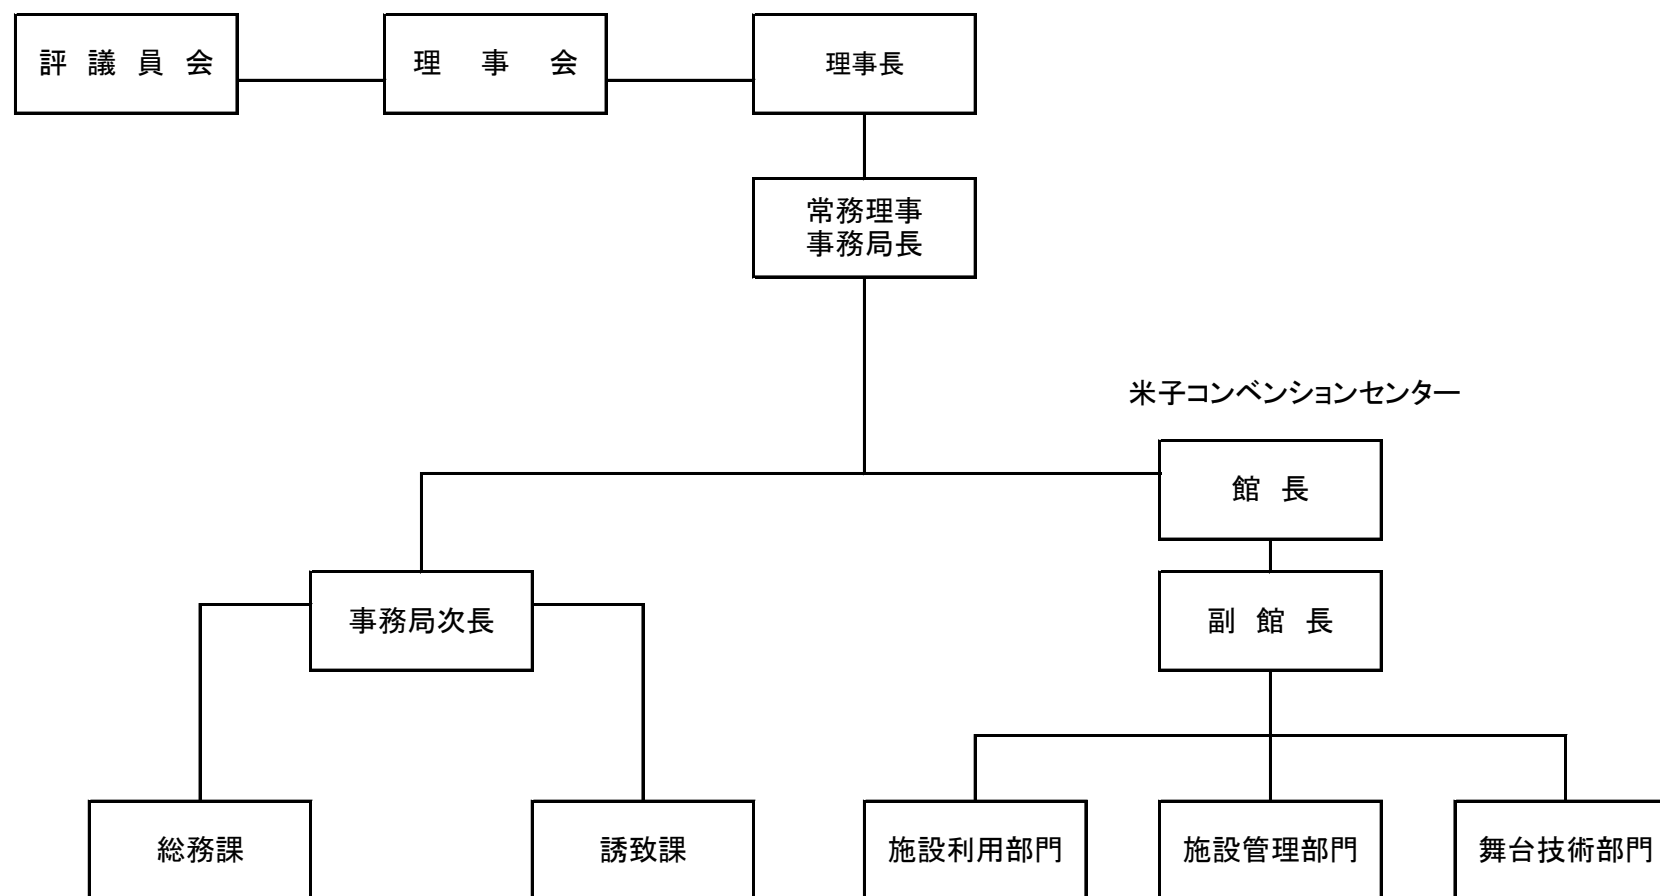 評議員会
理事会
理事長
常務理事
事務局長
米子コンベンションセンター
館長
事務局次長
副館長
総務課
誘致課
施設利用部門
施設管理部門
舞台技術部門